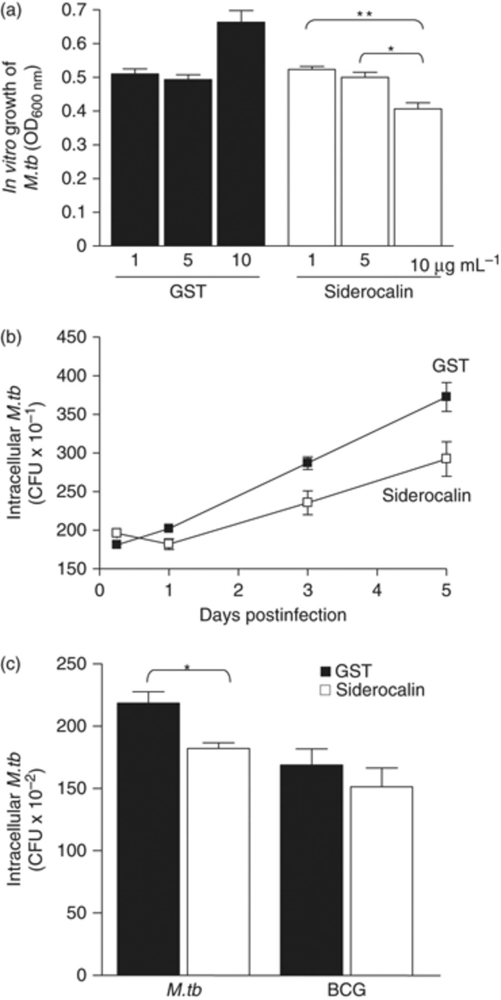 (a)
In vitro growth of
M.tb (OD600 nm)
0.7
0.6
0.5
0.4
0.3
0.2
0.1
0
**
*
1 5 10 1 5 10 µg mL−1
GST Siderocalin
(b)
Intracellular M.tb
(CFU x 10−1)
450
400
350
300
250
200
150
GST
Siderocalin
0 1 2 3 4 5
Days postinfection
(c)
Intracellular M.tb
(CFU x 10−2)
250
200
150
100
50
0
*
GST
Siderocalin
M.tb BCG